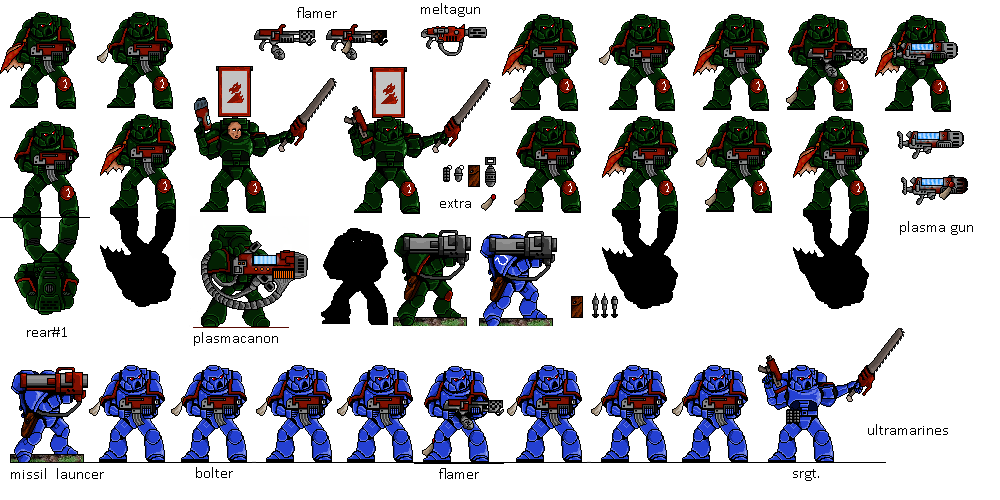 flamer
meltagun
extra
plasma gun
rear#1
plasmacanon
ultramarines
missil launcer
bolter
flamer
srgt.